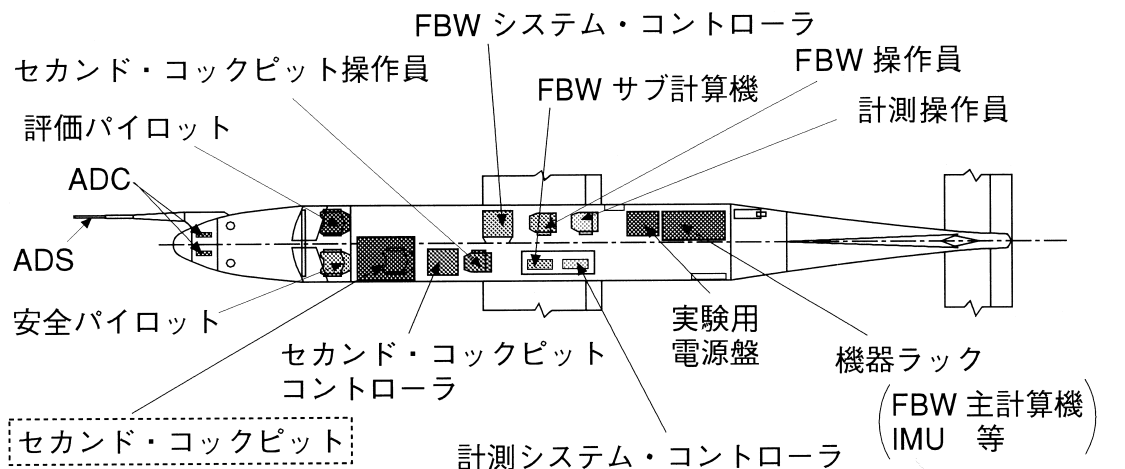 FBW システム・コントローラ
セカンド・コックピット操作員
FBW 操作員
FBW サブ計算機
計測操作員
評価パイロット
ADC
ADS
安全パイロット
実験用
電源盤
セカンド・コックピット
コントローラ
機器ラック
(FBW 主計算機
IMU 等)
セカンド・コックピット
計測システム・コントローラ